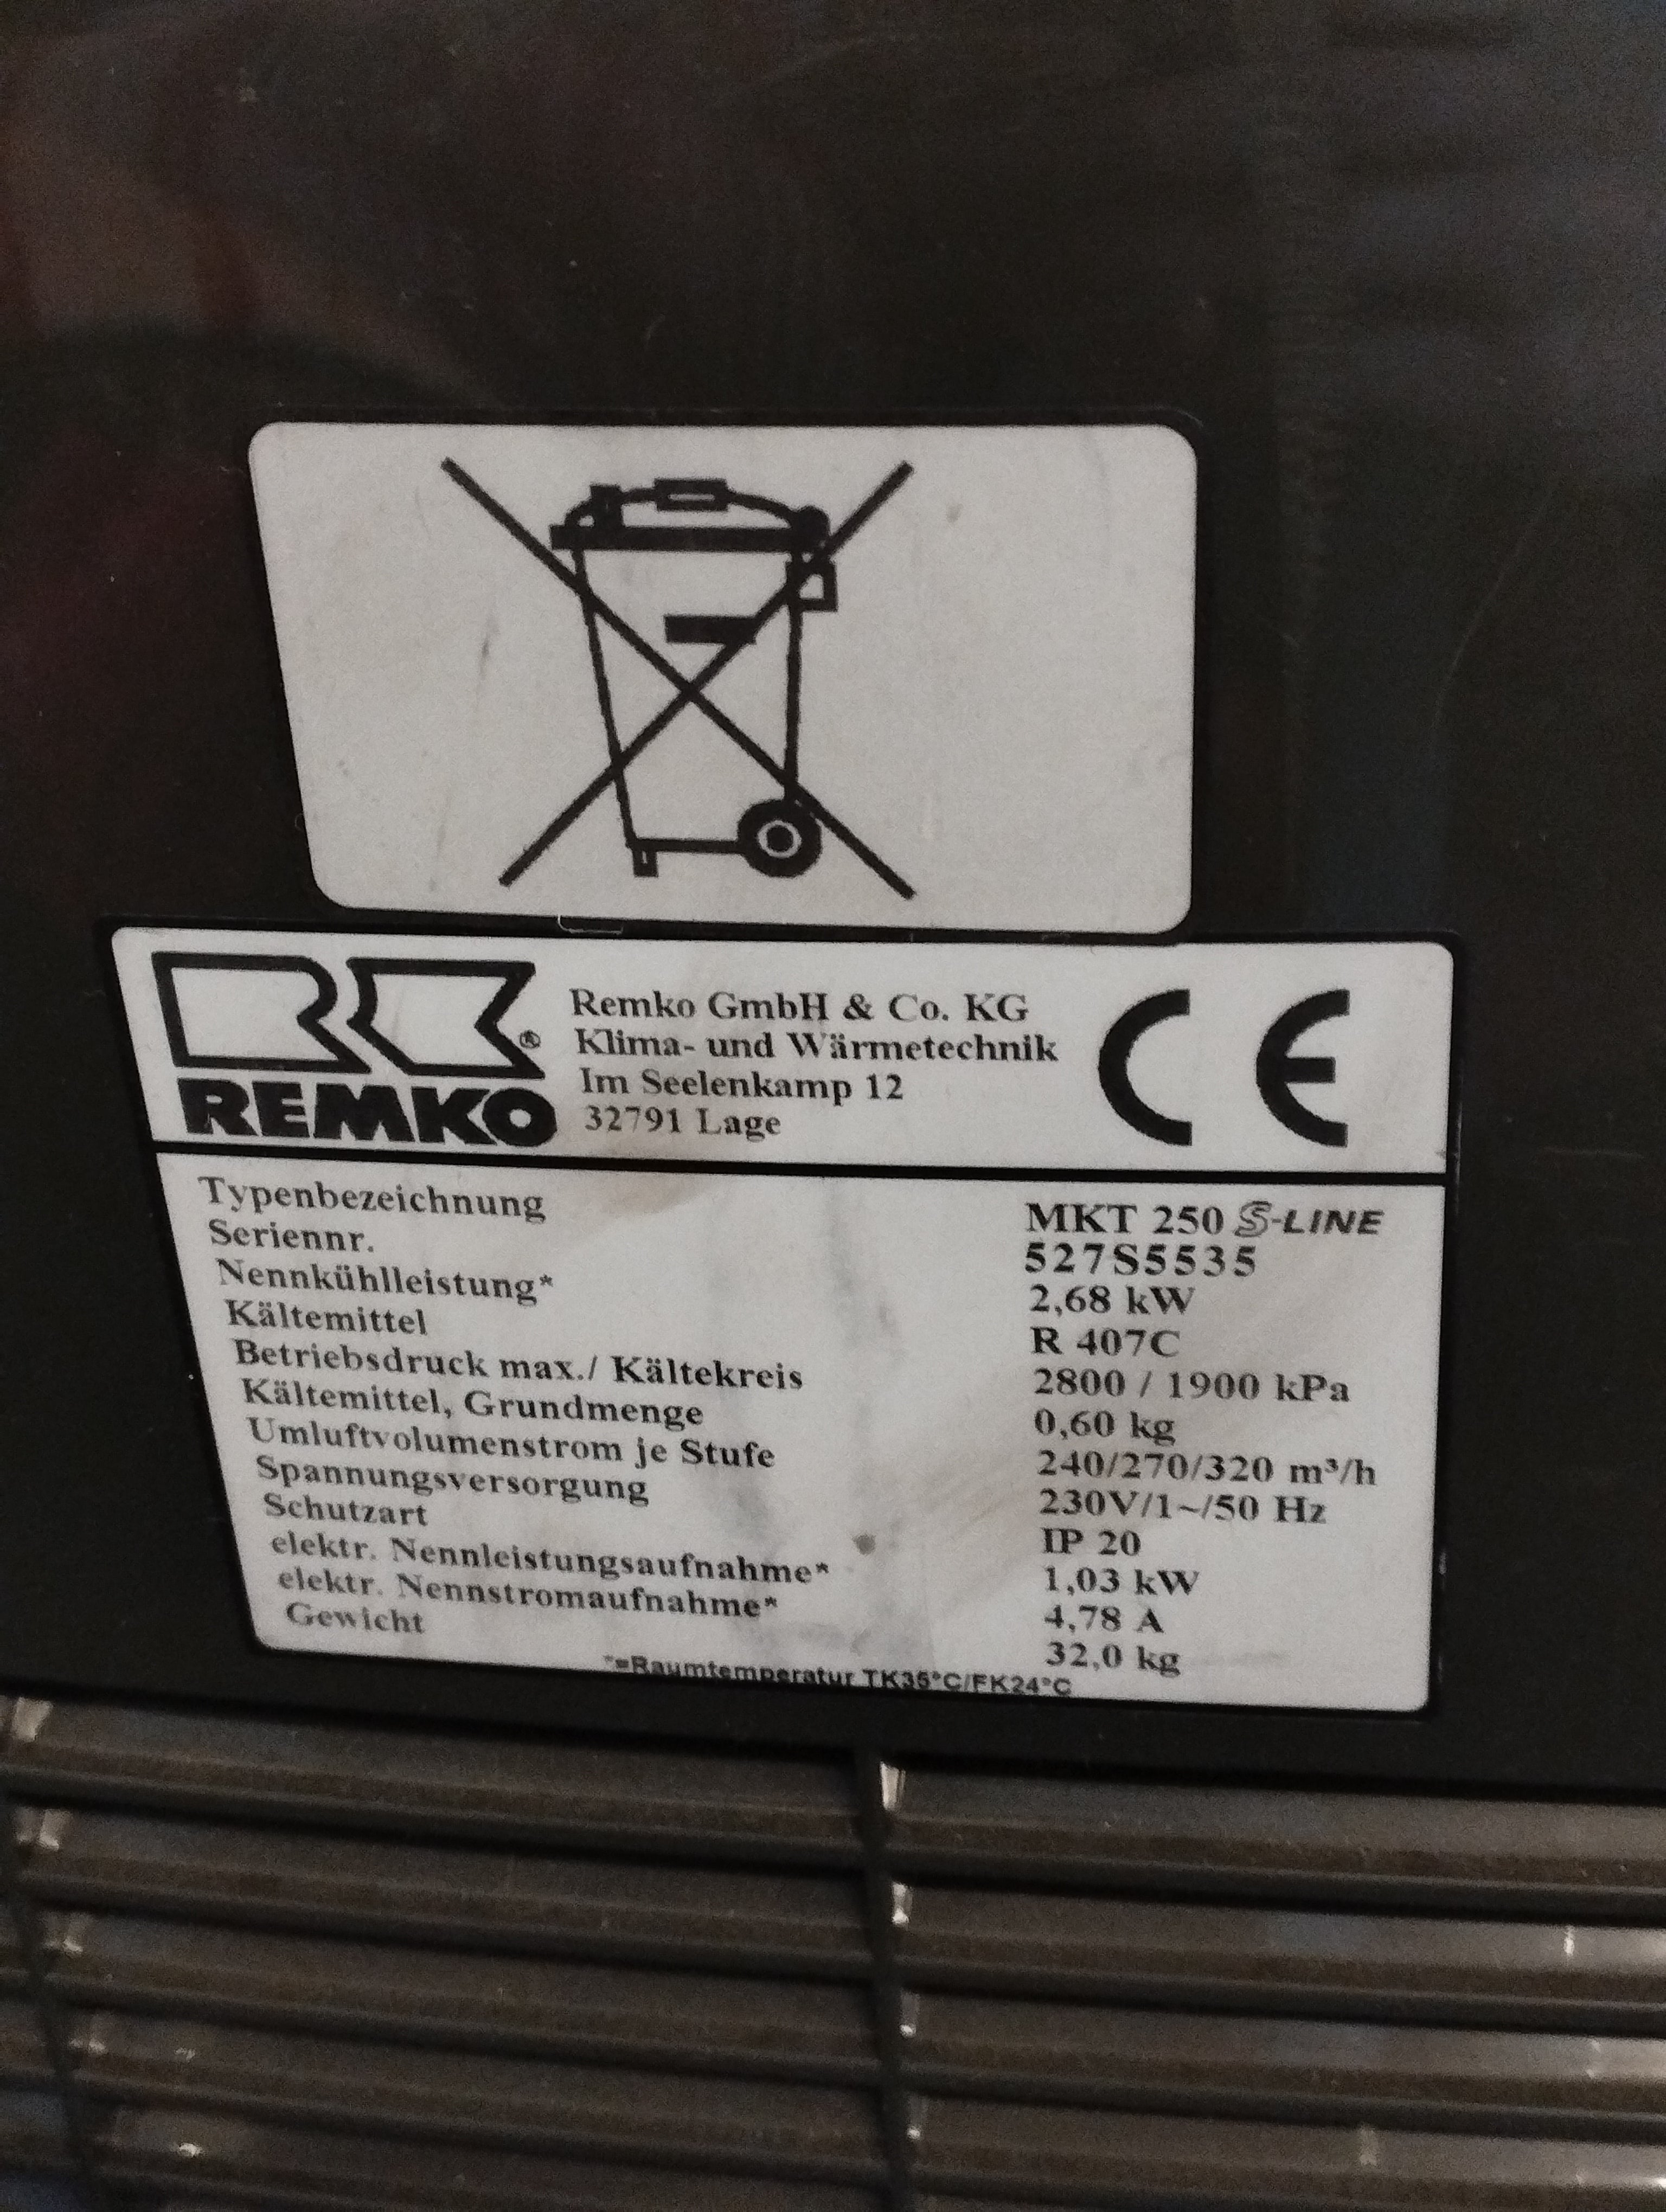 Remko GmbH & Co. KG
Klima- und Wärmetechnik
Im Seelenkamp 12
32791 Lage
®
REMKO
CE
Typenbezeichnung MKT 250 S-LINE
Seriennr. 527S5535
Nennkühlleistung* 2,68 kW
Kältemittel R 407C
Betriebsdruck max./ Kältekreis 2800 / 1900 kPa
Kältemittel, Grundmenge 0,60 kg
Umluftvolumenstrom je Stufe 240/270/320 m³/h
Spannungsversorgung 230V/1~/50 Hz
Schutzart IP 20
elektr. Nennleistungsaufnahme* 1,03 kW
elektr. Nennstromaufnahme* 4,78 A
Gewicht 32,0 kg
*=Raumtemperatur TK35°C/FK24°C